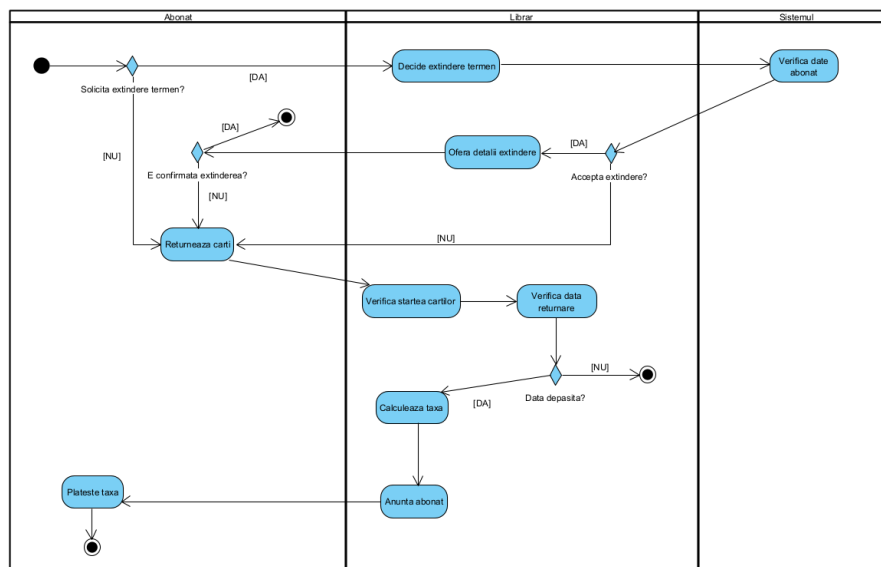 Abonat
Librar
Sistemul
Solicita extindere termen?
[DA]
Decide extindere termen
Verifica date
abonat
[NU]
[DA]
E confirmata extinderea?
[NU]
Ofera detalii extindere
[DA]
Accepta extindere?
[NU]
Returneaza carti
Verifica startea cartilor
Verifica data
returnare
[NU]
Data depasita?
[DA]
Calculeaza taxa
Anunta abonat
Plateste taxa